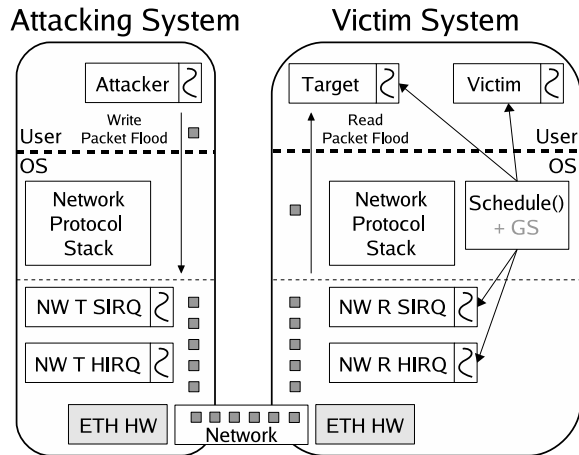 Attacking System
Victim System
Attacker
Target
Victim
Write
Packet Flood
Read
Packet Flood
User
User
OS
OS
Network
Protocol
Stack
Network
Protocol
Stack
Schedule()
+ GS
NW T SIRQ
NW R SIRQ
NW T HIRQ
NW R HIRQ
ETH HW
Network
ETH HW